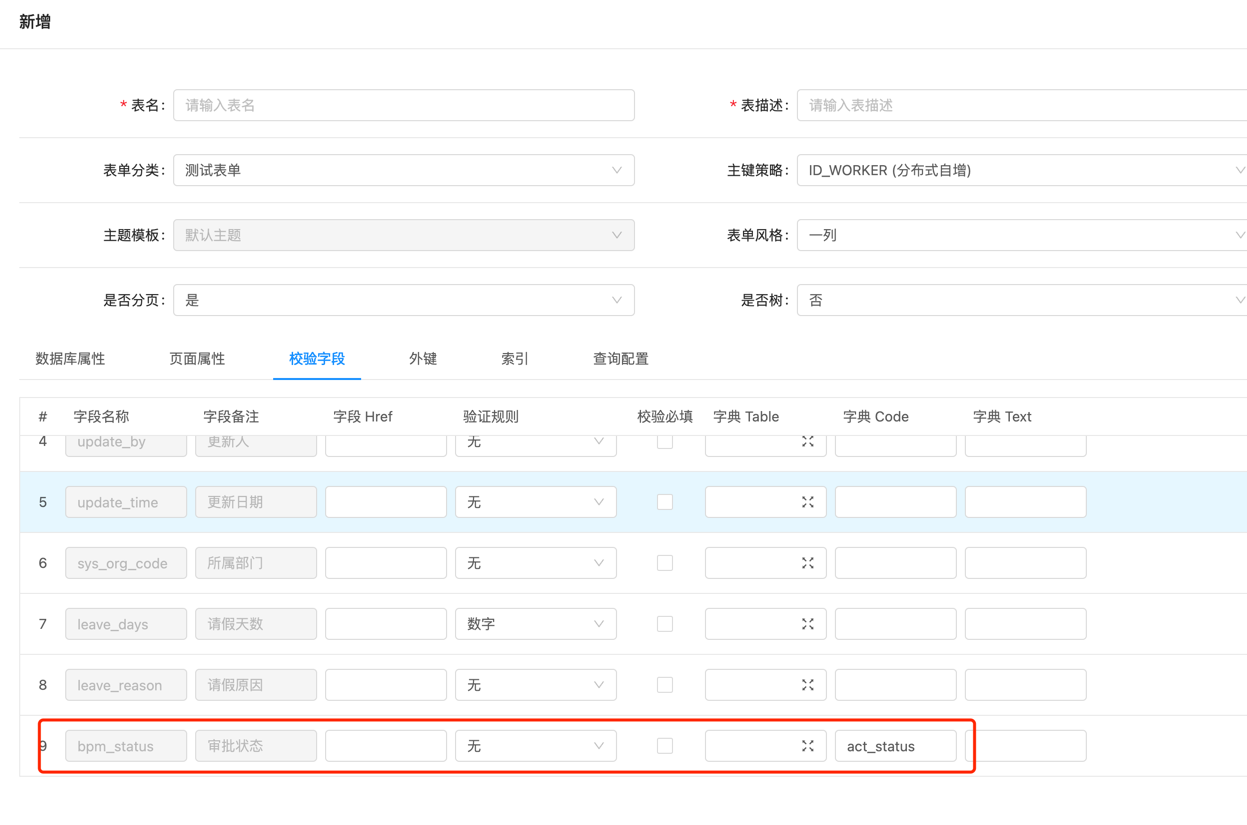 新增
* 表名： 请输入表名 * 表描述： 请输入表描述
表单分类： 测试表单 主键策略： ID_WORKER (分布式自增)
主题模板： 默认主题 表单风格： 一列
是否分页： 是 是否树： 否
数据库属性 页面属性 校验字段 外键 索引 查询配置
# 字段名称 字段备注 字段 Href 验证规则 校验必填 字典 Table 字典 Code 字典 Text
4 update_by 更新人 无
5 update_time 更新日期 无
6 sys_org_code 所属部门 无
7 leave_days 请假天数 数字
8 leave_reason 请假原因 无
9 bpm_status 审批状态 无 act_status